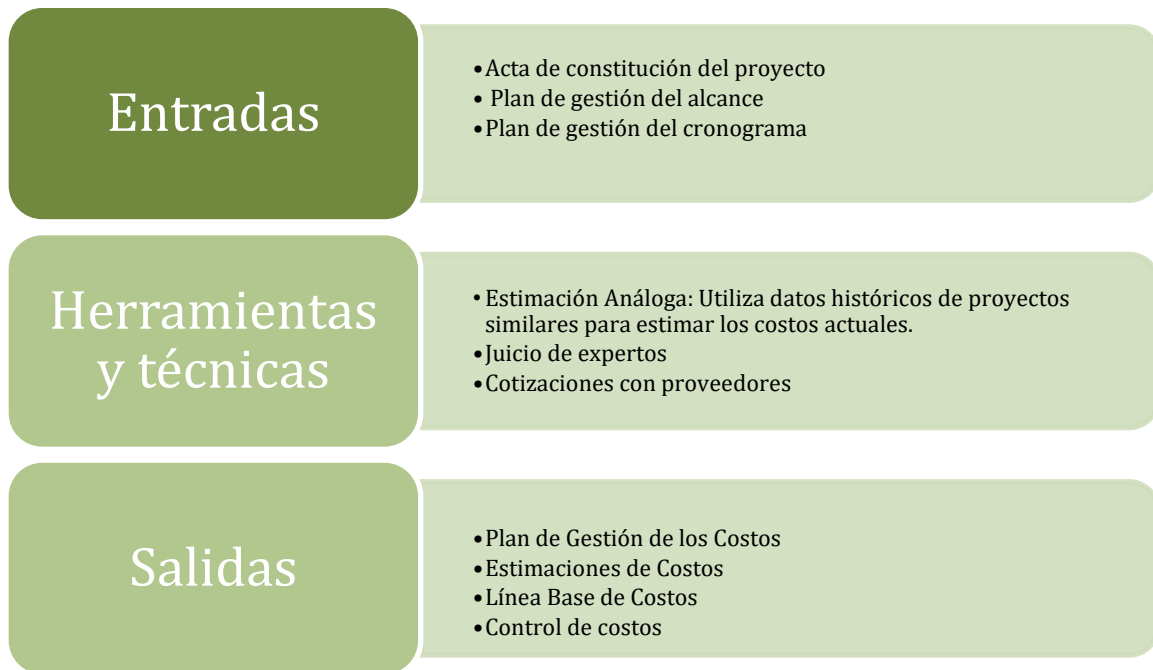 Entradas
•Acta de constitución del proyecto
• Plan de gestión del alcance
•Plan de gestión del cronograma
Herramientas
y técnicas
• Estimación Análoga: Utiliza datos históricos de proyectos
similares para estimar los costos actuales.
•Juicio de expertos
•Cotizaciones con proveedores
Salidas
•Plan de Gestión de los Costos
•Estimaciones de Costos
•Línea Base de Costos
•Control de costos